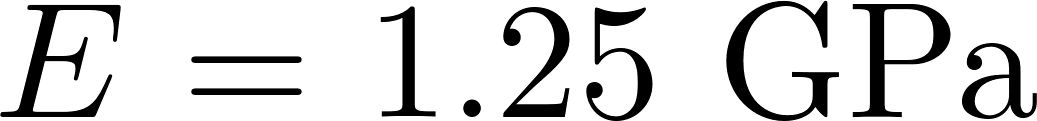 E = 1.25 GPa